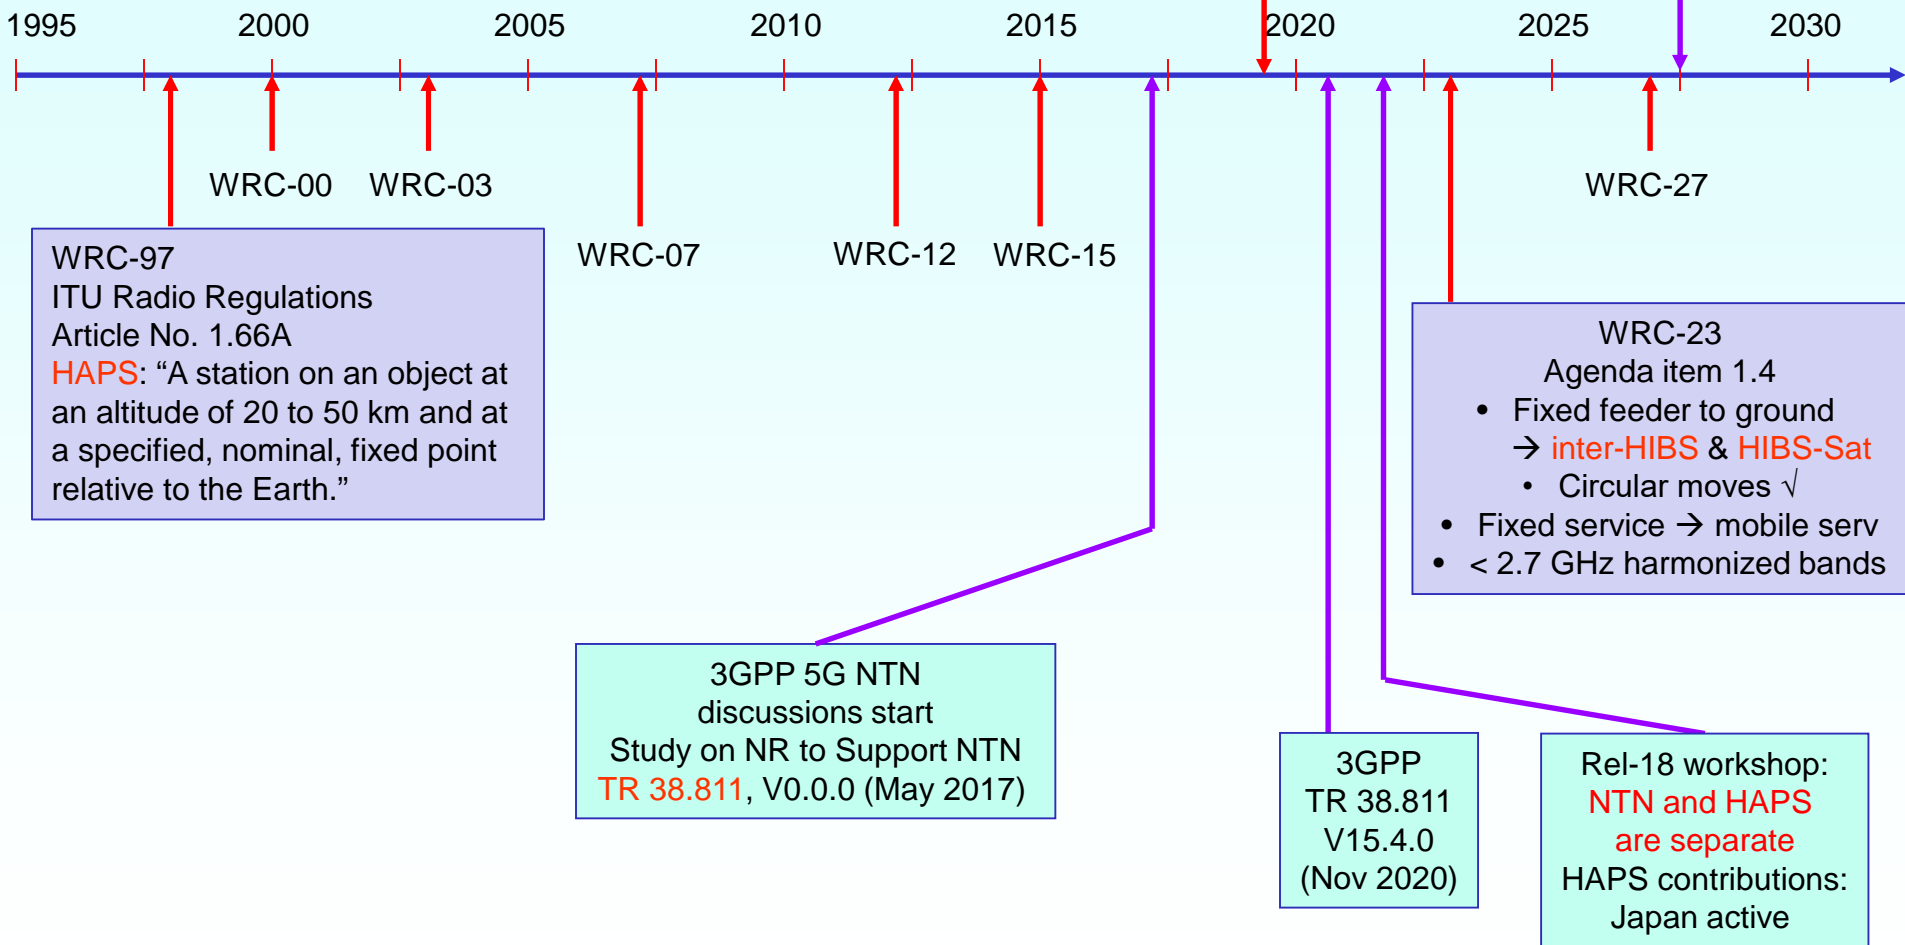 1995 2000 2005 2010 2015 2020 2025 2030
WRC-00 WRC-03 WRC-27
WRC-07 WRC-12 WRC-15
WRC-97
ITU Radio Regulations
Article No. 1.66A
HAPS: “A station on an object at
an altitude of 20 to 50 km and at
a specified, nominal, fixed point
relative to the Earth.”
WRC-23
Agenda item 1.4
• Fixed feeder to ground
→ inter-HIBS & HIBS-Sat
• Circular moves √
• Fixed service → mobile serv
• < 2.7 GHz harmonized bands
3GPP 5G NTN
discussions start
Study on NR to Support NTN
TR 38.811, V0.0.0 (May 2017)
3GPP
TR 38.811
V15.4.0
(Nov 2020)
Rel-18 workshop:
NTN and HAPS
are separate
HAPS contributions:
Japan active